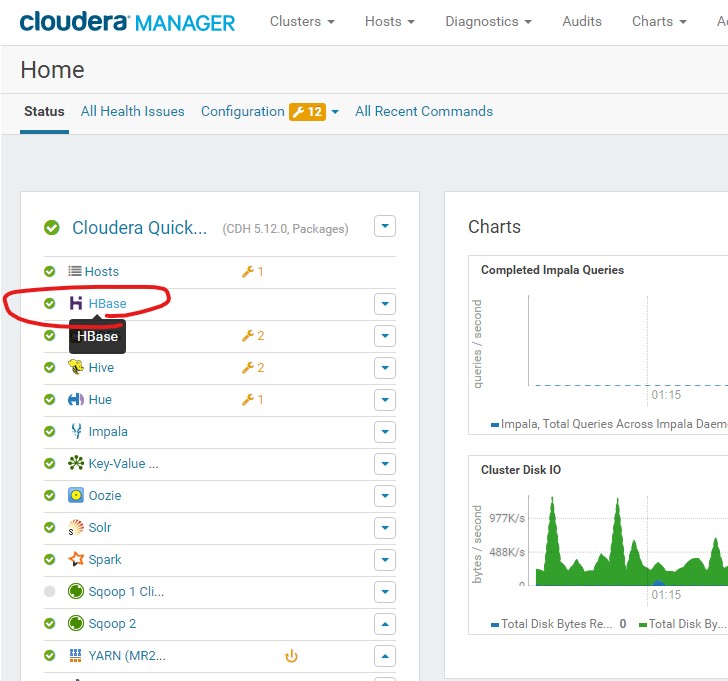 cloudera MANAGER Clusters Hosts Diagnostics Audits Charts
Home
Status All Health Issues Configuration 12 All Recent Commands
Cloudera Quick... (CDH 5.12.0, Packages)
Hosts 1
HBase
HBase
2
Hive 2
Hue 1
Impala
Key-Value ...
Oozie
Solr
Spark
Sqoop 1 Cli...
Sqoop 2
YARN (MR2...
Charts
Completed Impala Queries
queries / second
01:15
Impala, Total Queries Across Impala Daem
Cluster Disk IO
bytes / second
977K/s
488K/s
0
01:15
Total Disk Bytes Re... 0 Total Disk By...